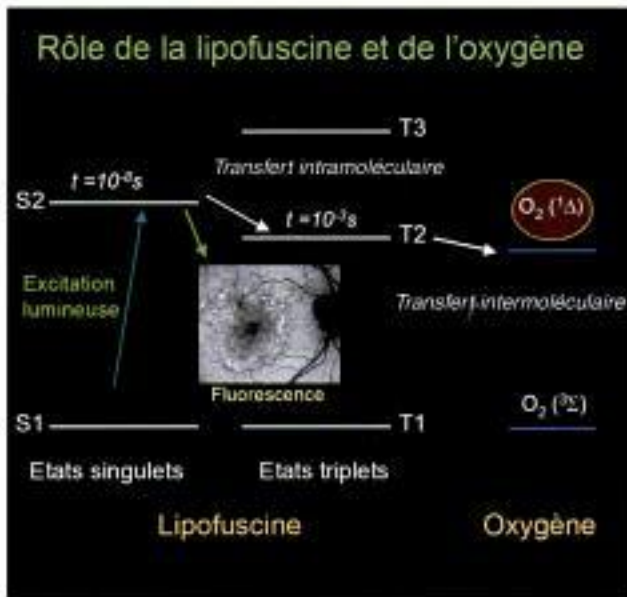 Rôle de la lipofuscine et de l'oxygène
T3
Transfert intramoléculaire
t =10⁻⁸s
S2
t =10⁻³s
T2
O₂ (¹Δ)
Excitation
lumineuse
Transfert intermoléculaire
Fluorescence
O₂ (³Σ)
S1
T1
Etats singulets
Etats triplets
Lipofuscine
Oxygène